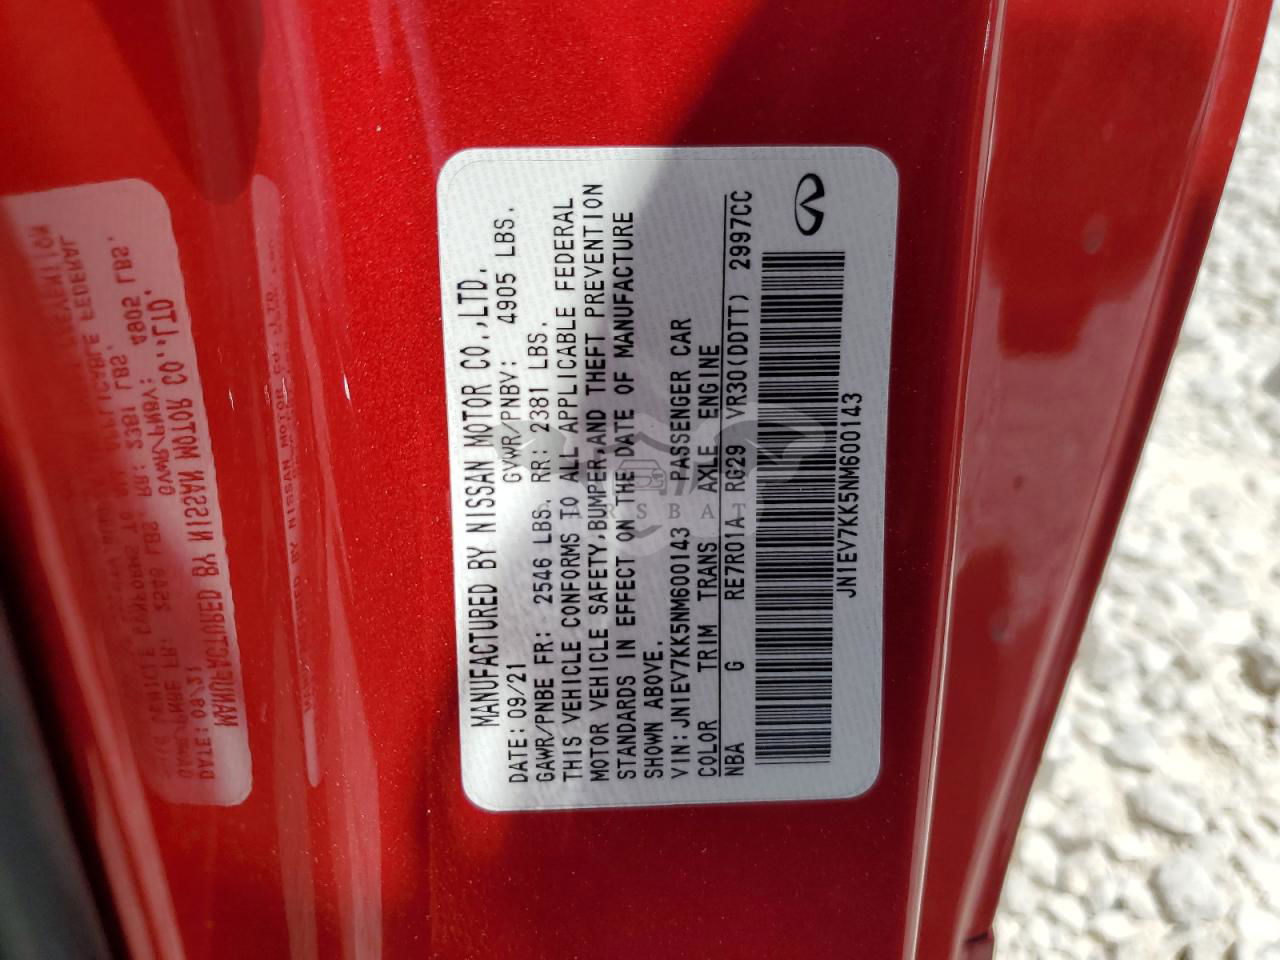 MANUFACTURED BY NISSAN MOTOR CO.,LTD.
DATE: 09/21 GVWR/PNBV: 4905 LBS.
GAWR/PNBE FR: 2546 LBS. RR: 2381 LBS.
THIS VEHICLE CONFORMS TO ALL APPLICABLE FEDERAL
MOTOR VEHICLE SAFETY,BUMPER,AND THEFT PREVENTION
STANDARDS IN EFFECT ON THE DATE OF MANUFACTURE
SHOWN ABOVE.
VIN:JN1EV7KK5NM600143 PASSENGER CAR
COLOR TRIM TRANS AXLE ENGINE
NBA G RE7R01A RG29 VR30(DDTT) 2997CC
JN1EV7KK5NM600143